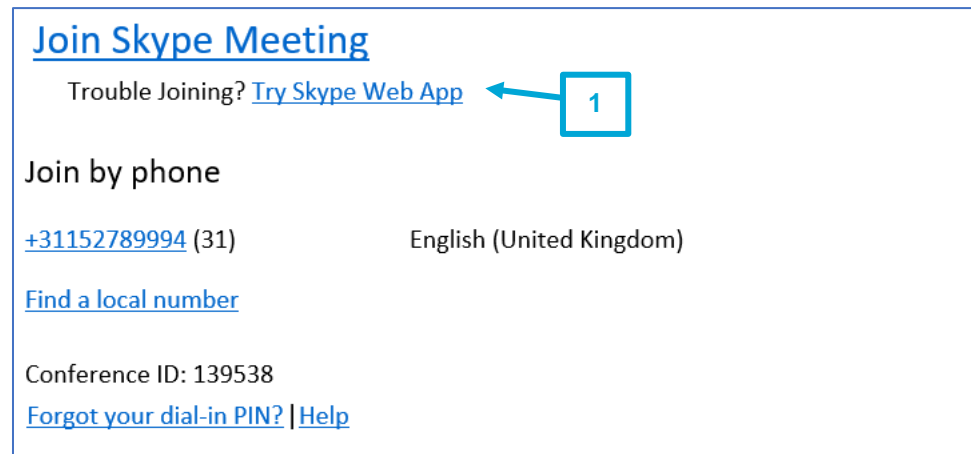 Join Skype Meeting
Trouble Joining? Try Skype Web App
1
Join by phone
+31152789994 (31) English (United Kingdom)
Find a local number
Conference ID: 139538
Forgot your dial-in PIN? | Help